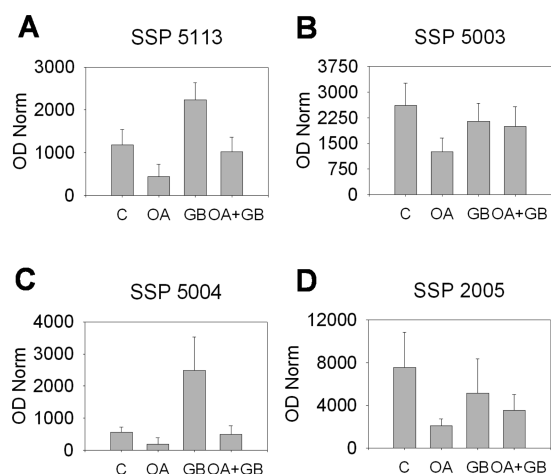 A
SSP 5113
OD Norm
3000
2000
1000
0
C OA GB OA+GB
B
SSP 5003
OD Norm
3750
3000
2250
1500
750
0
C OA GB OA+GB
C
SSP 5004
OD Norm
4000
3000
2000
1000
0
C OA GB OA+GB
D
SSP 2005
OD Norm
12000
8000
4000
0
C OA GB OA+GB